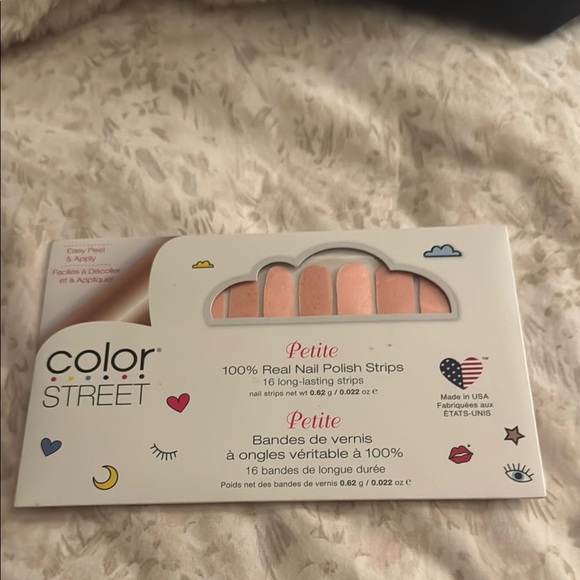 Easy Peel
& Apply
Faciles à Décoller
et à Appliquer
color®
STREET
Petite
100% Real Nail Polish Strips
16 long-lasting strips
nail strips net wt 0.62 g / 0.022 oz ℮
Petite
Bandes de vernis
à ongles véritable à 100%
16 bandes de longue durée
Poids net des bandes de vernis 0.62 g / 0.022 oz ℮
™
Made in USA
Fabriquées aux
ÉTATS-UNIS